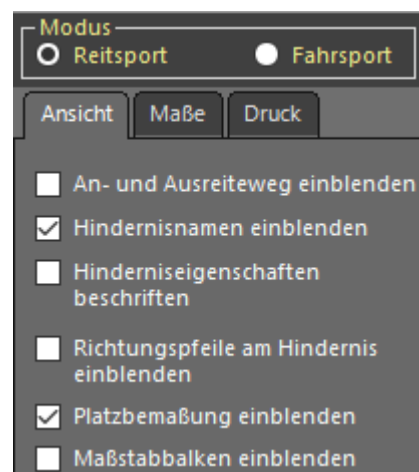 Modus
Reitsport Fahrsport
Ansicht Maße Druck
An- und Ausreiteweg einblenden
Hindernisnamen einblenden
Hinderniseigenschaften
beschriften
Richtungspfeile am Hindernis
einblenden
Platzbemaßung einblenden
Maßstabbalken einblenden